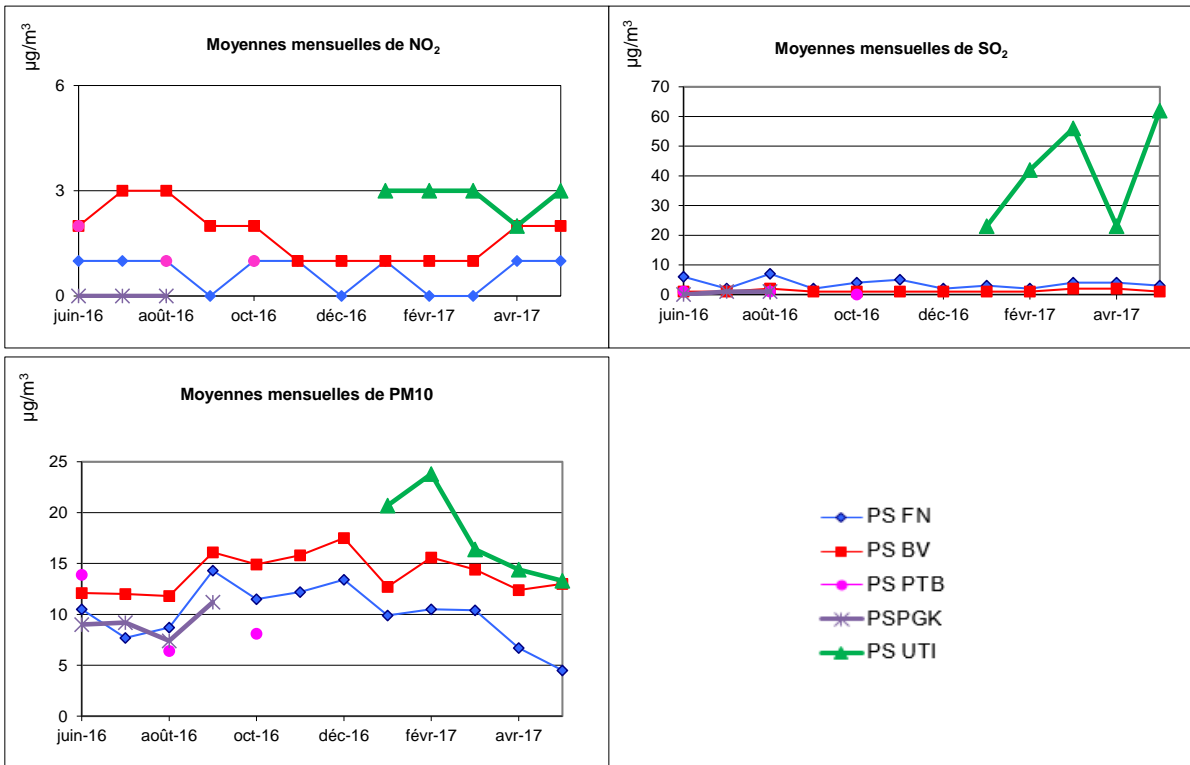 Moyennes mensuelles de NO₂
µg/m³
6
3
0
juin-16 août-16 oct-16 déc-16 févr-17 avr-17
Moyennes mensuelles de SO₂
µg/m³
70
60
50
40
30
20
10
0
juin-16 août-16 oct-16 déc-16 févr-17 avr-17
Moyennes mensuelles de PM10
µg/m³
25
20
15
10
5
0
juin-16 août-16 oct-16 déc-16 févr-17 avr-17
PS FN
PS BV
PS PTB
PSPGK
PS UTI